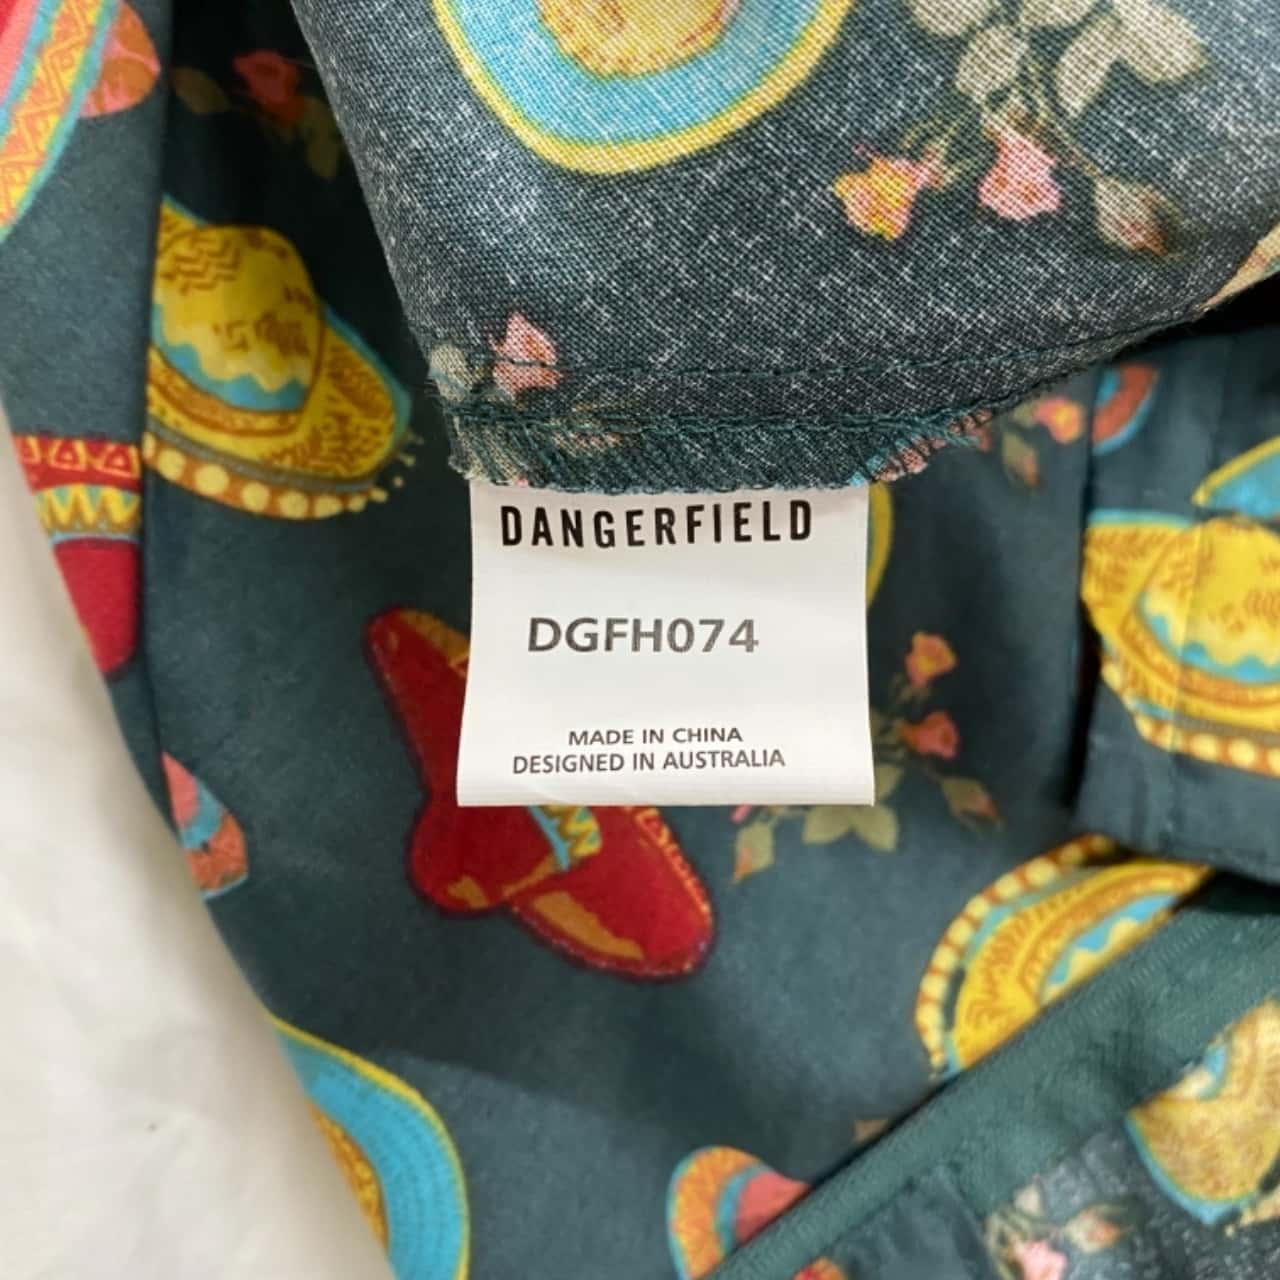 DANGERFIELD
DGFH074
MADE IN CHINA
DESIGNED IN AUSTRALIA